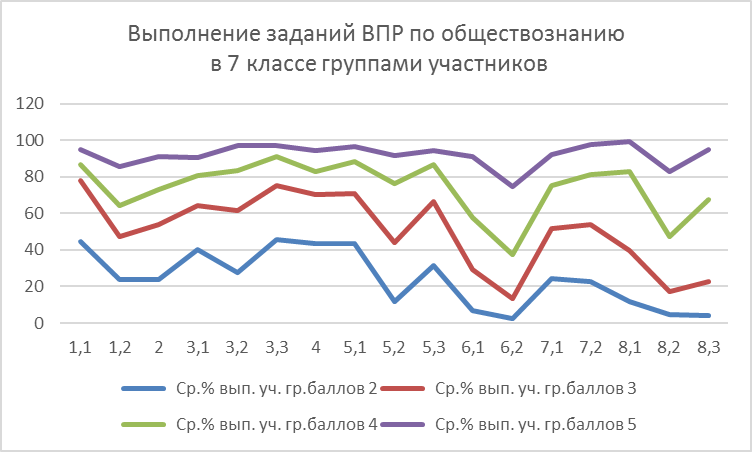 Выполнение заданий ВПР по обществознанию
в 7 классе группами участников
120
100
80
60
40
20
0
1,1 1,2 2 3,1 3,2 3,3 4 5,1 5,2 5,3 6,1 6,2 7,1 7,2 8,1 8,2 8,3
Ср.% вып. уч. гр.баллов 2 Ср.% вып. уч. гр.баллов 3
Ср.% вып. уч. гр.баллов 4 Ср.% вып. уч. гр.баллов 5